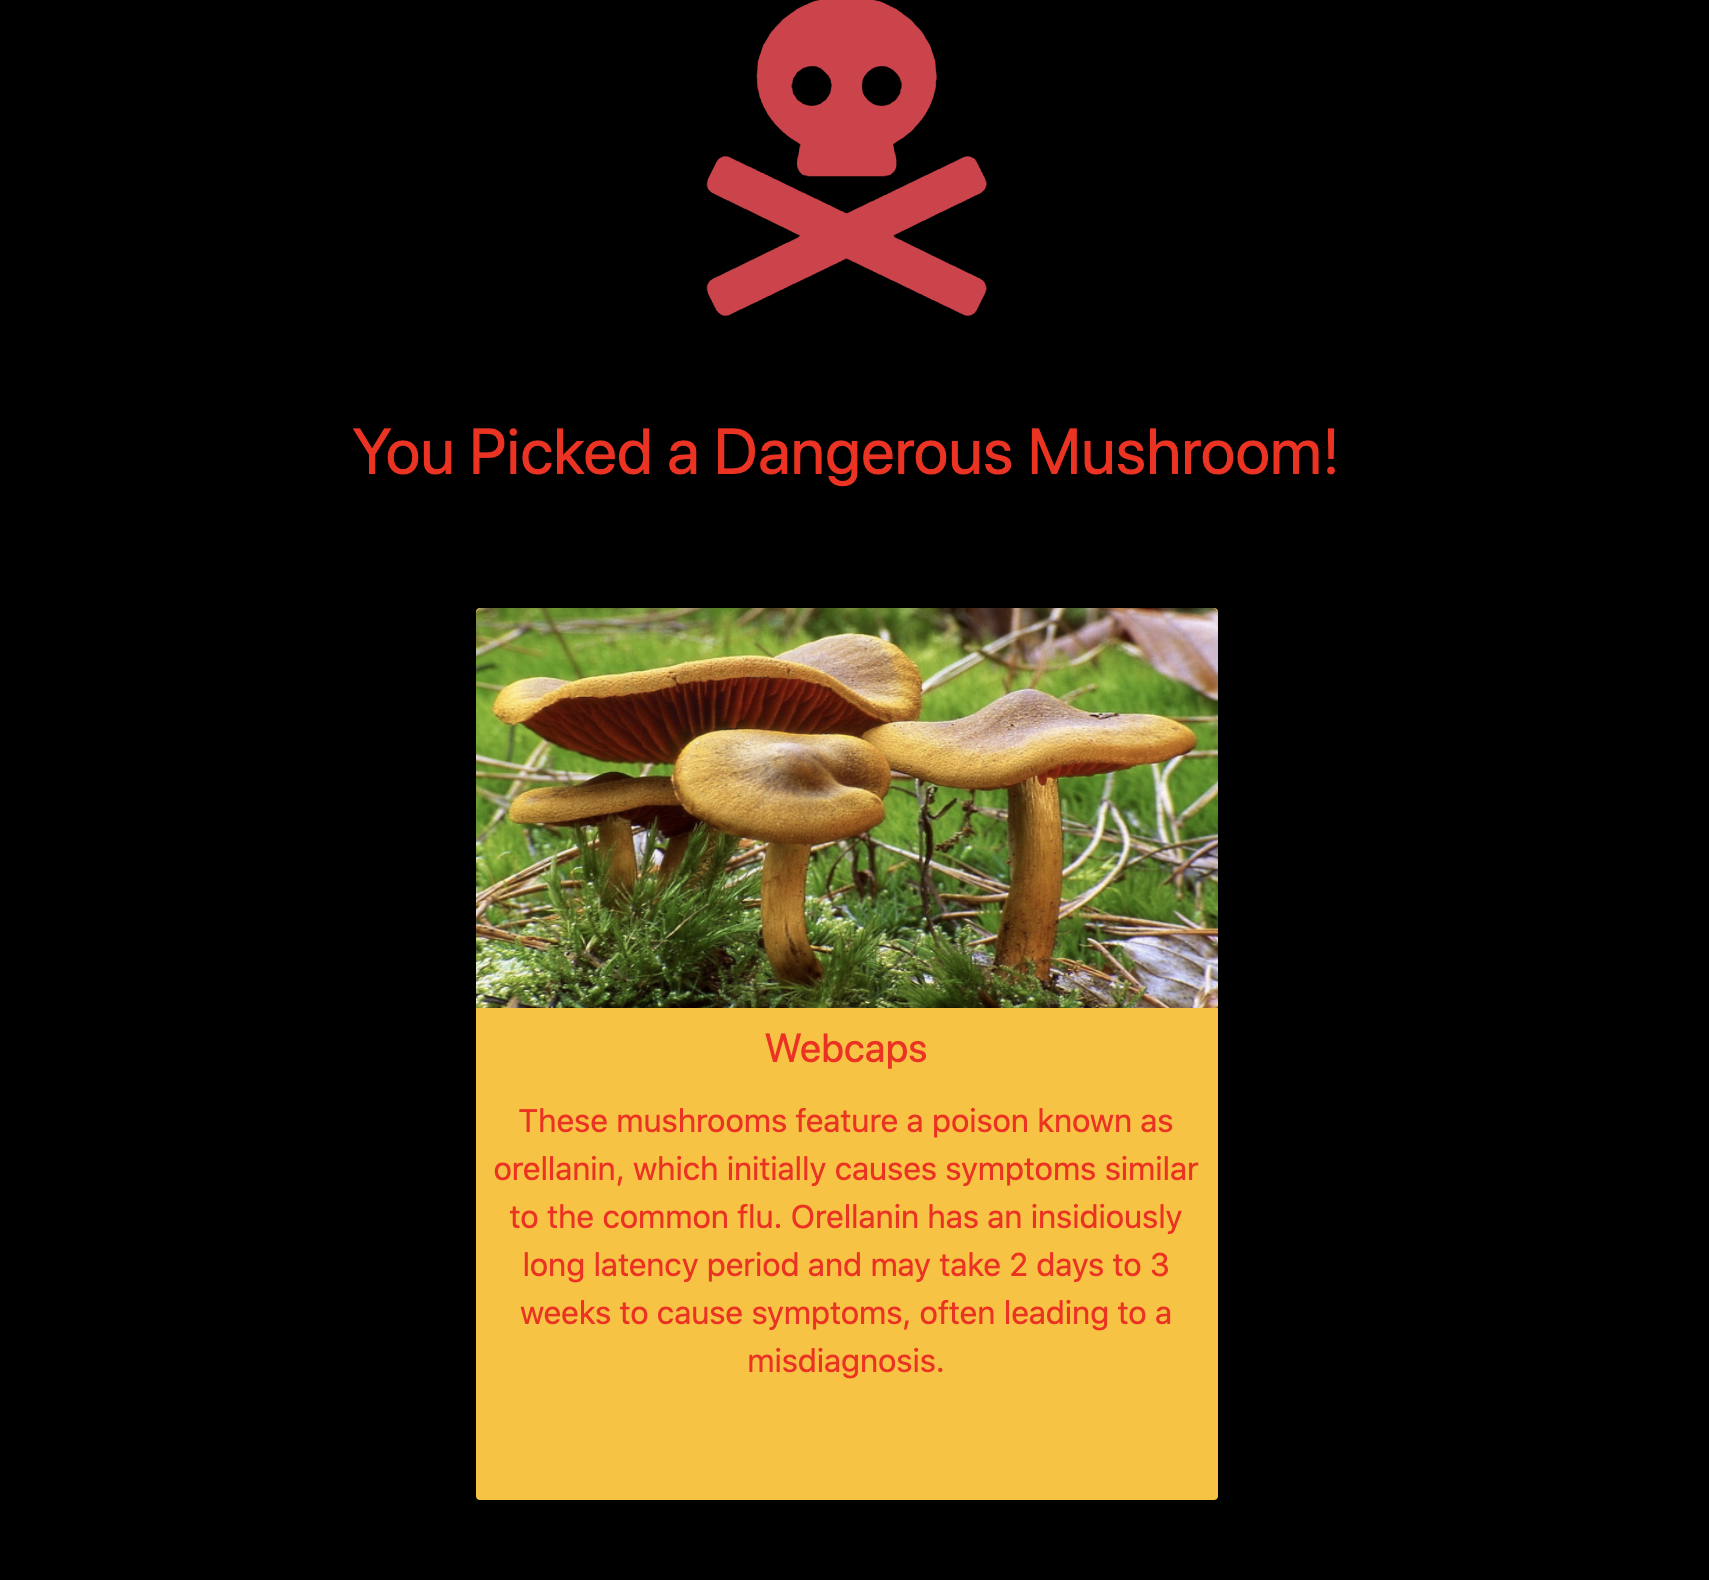 You Picked a Dangerous Mushroom!
Webcaps
These mushrooms feature a poison known as
orellanin, which initially causes symptoms similar
to the common flu. Orellanin has an insidiously
long latency period and may take 2 days to 3
weeks to cause symptoms, often leading to a
misdiagnosis.